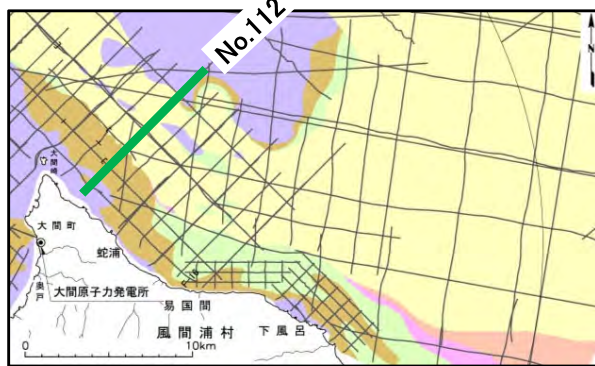 No.112
N
大間崎
大間町
蛇浦
奥戸
大間原子力発電所
易国間
風間浦村
下風呂
0
10km